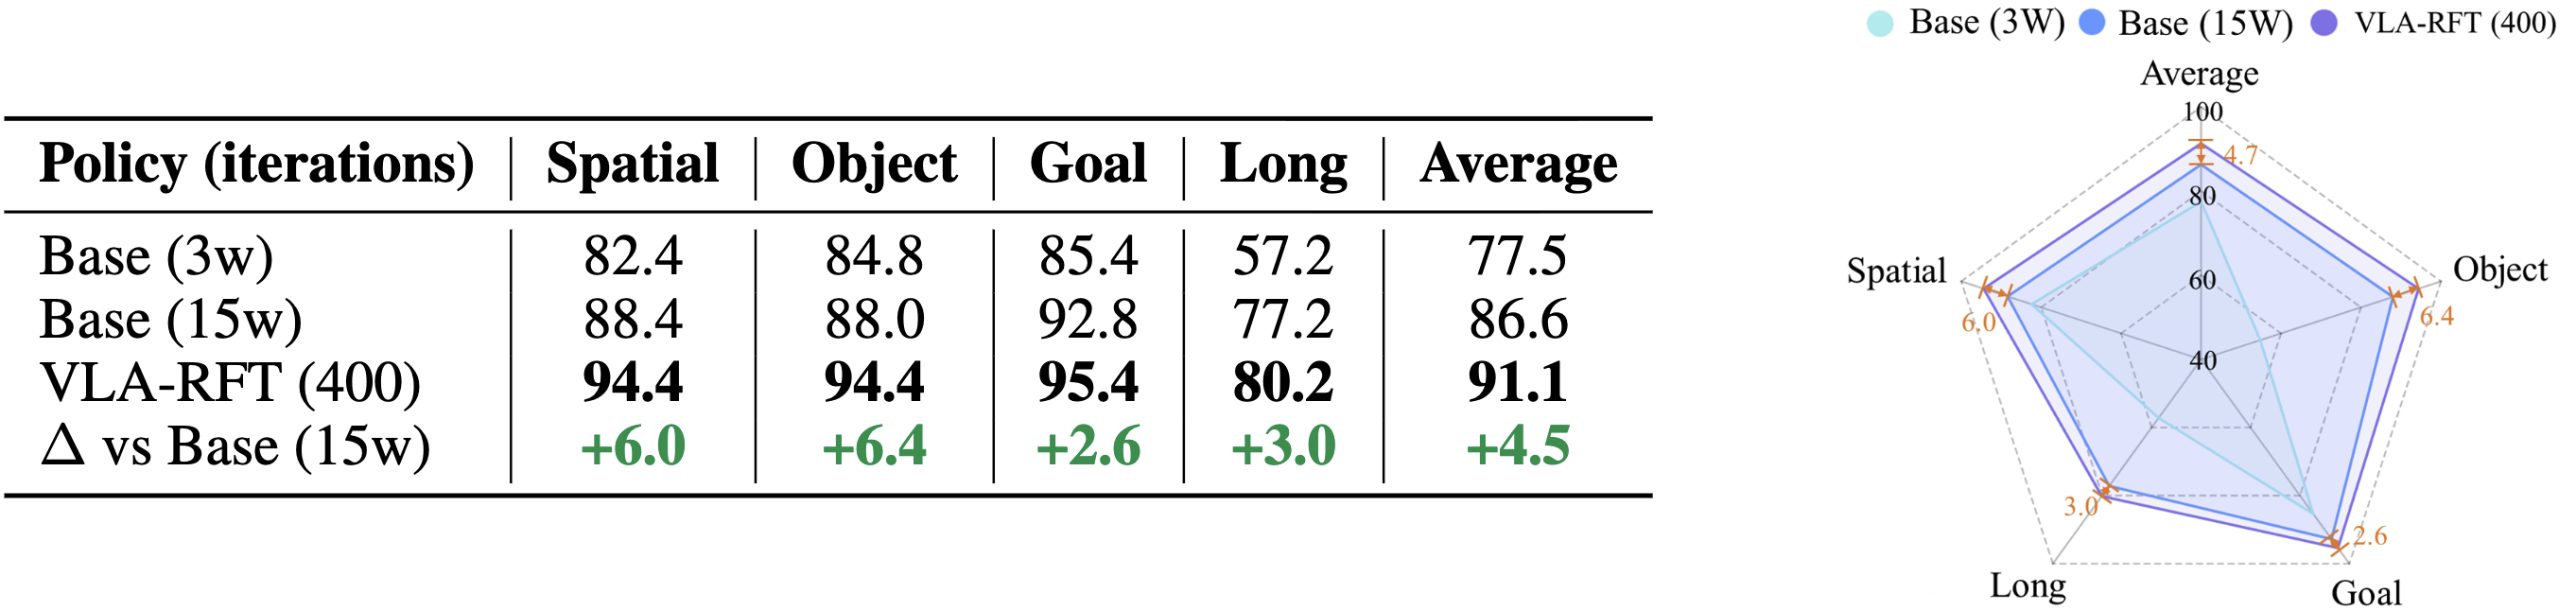 Policy (iterations) Spatial Object Goal Long Average
Base (3w) 82.4 84.8 85.4 57.2 77.5
Base (15w) 88.4 88.0 92.8 77.2 86.6
VLA-RFT (400) 94.4 94.4 95.4 80.2 91.1
Δ vs Base (15w) +6.0 +6.4 +2.6 +3.0 +4.5
Base (3W) Base (15W) VLA-RFT (400)
Average
100
4.7
80
Spatial
Object
60
6.0
6.4
40
3.0
2.6
Long
Goal